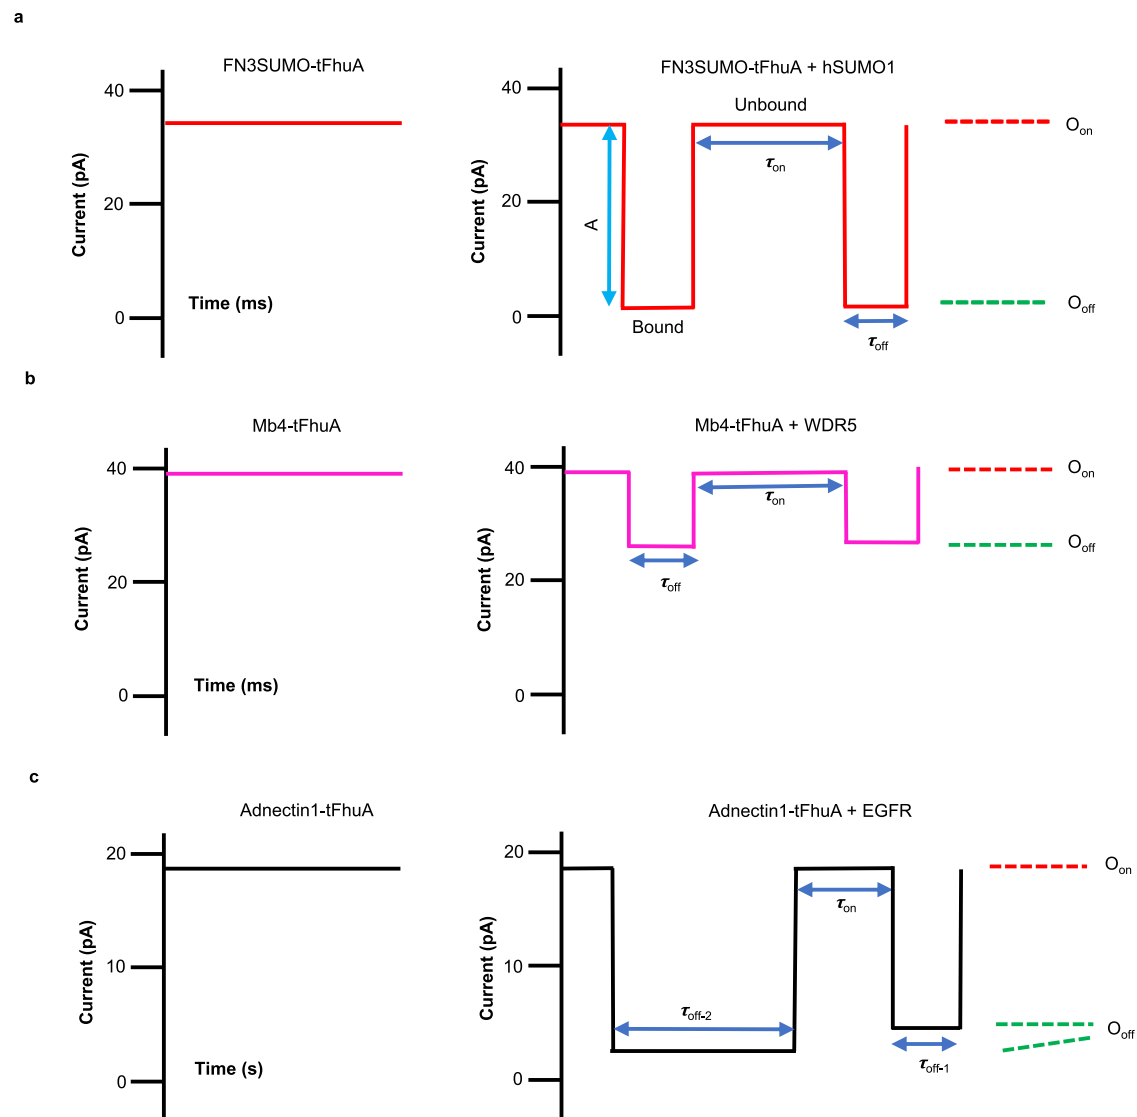 a
FN3SUMO-tFhuA
40
20
0
Current (pA)
Time (ms)
FN3SUMO-tFhuA + hSUMO1
40
20
0
Current (pA)
Unbound
τon
A
Bound
τoff
Oon
Ooff
b
Mb4-tFhuA
40
20
0
Current (pA)
Time (ms)
Mb4-tFhuA + WDR5
40
20
0
Current (pA)
τon
τoff
Oon
Ooff
c
Adnectin1-tFhuA
20
10
0
Current (pA)
Time (s)
Adnectin1-tFhuA + EGFR
20
10
0
Current (pA)
τon
τoff-2
τoff-1
Oon
Ooff